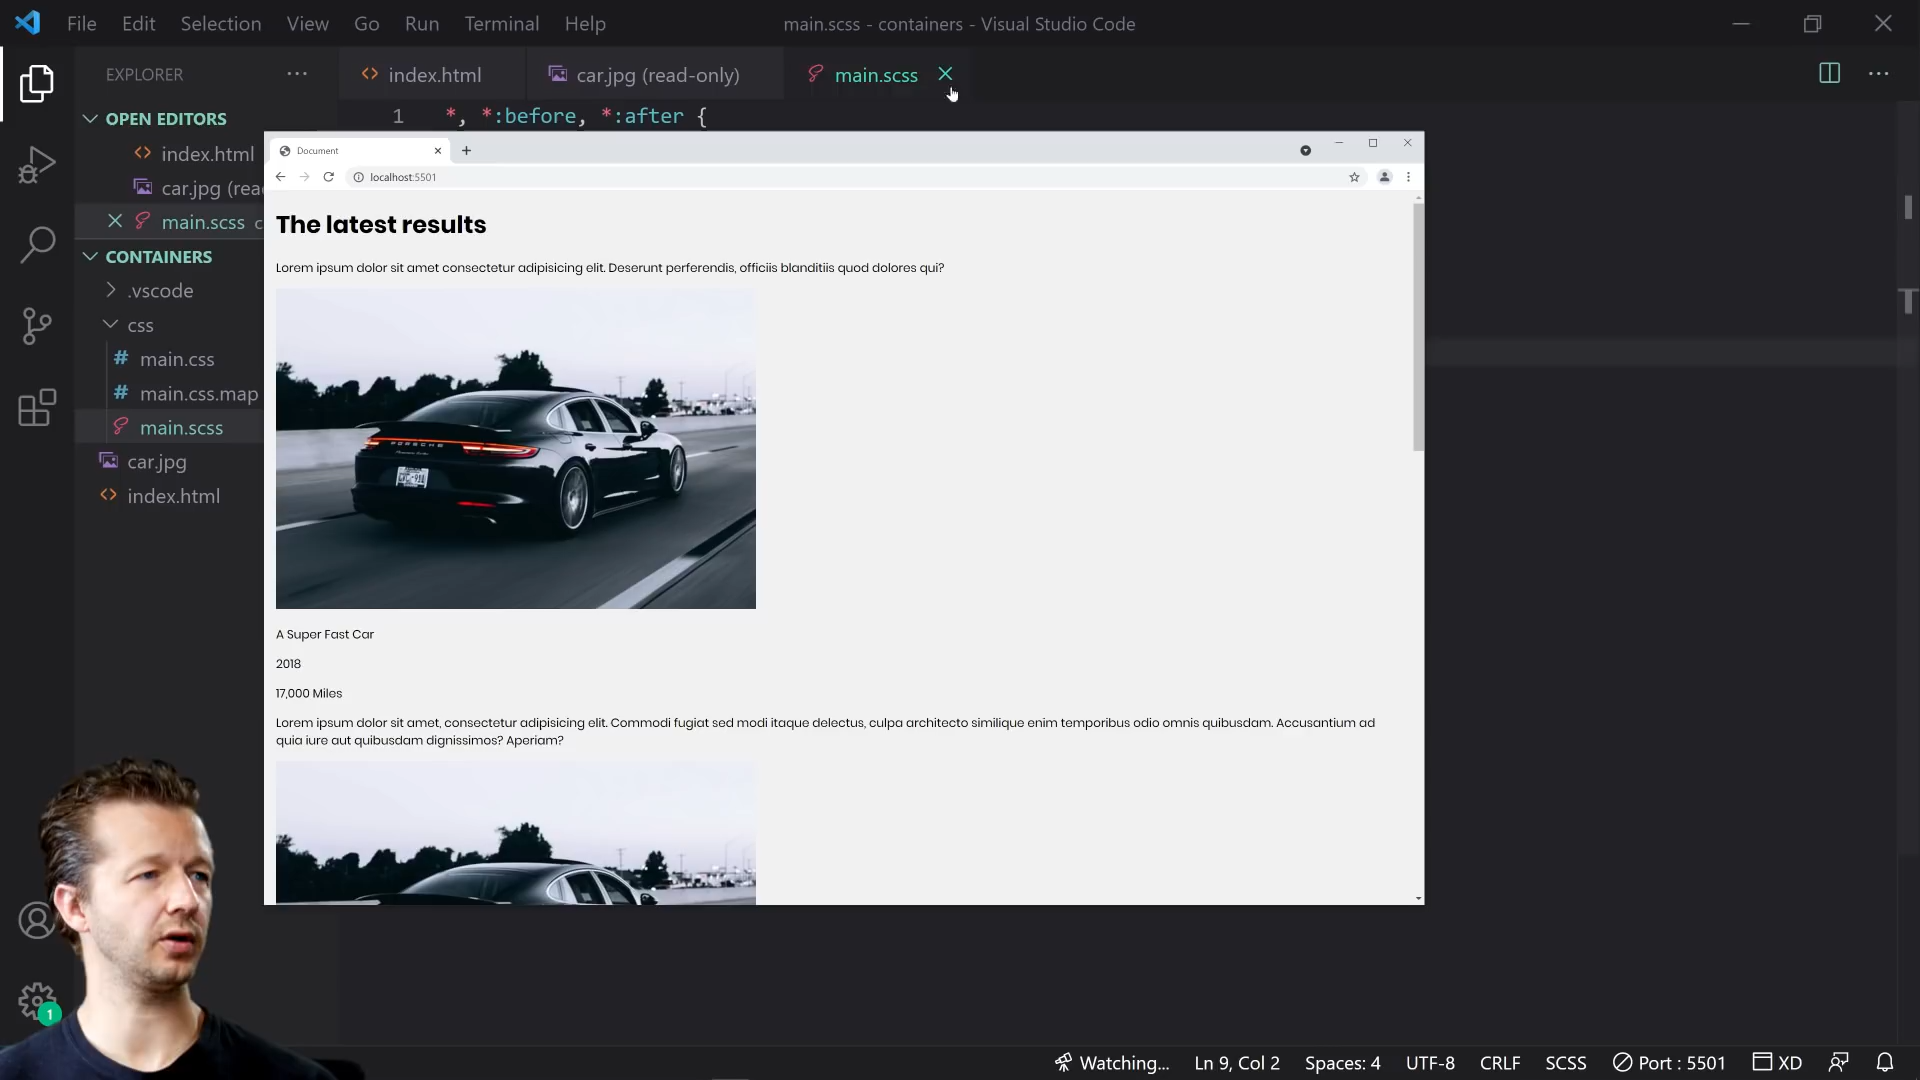 File Edit Selection View Go Run Terminal Help main.scss - containers - Visual Studio Code
EXPLORER
OPEN EDITORS
index.html
car.jpg (rea
main.scss c
CONTAINERS
.vscode
css
# main.css
# main.css.map
main.scss
car.jpg
index.html
index.html car.jpg (read-only) main.scss
1 *, *:before, *:after {
Document
localhost:5501
The latest results
Lorem ipsum dolor sit amet consectetur adipisicing elit. Deserunt perferendis, officiis blanditiis quod dolores qui?
PORSCHE
A Super Fast Car
2018
17,000 Miles
Lorem ipsum dolor sit amet, consectetur adipisicing elit. Commodi fugiat sed modi itaque delectus, culpa architecto similique enim temporibus odio omnis quibusdam. Accusantium ad
quia iure aut quibusdam dignissimos? Aperiam?
1
Watching... Ln 9, Col 2 Spaces: 4 UTF-8 CRLF SCSS Port : 5501 XD